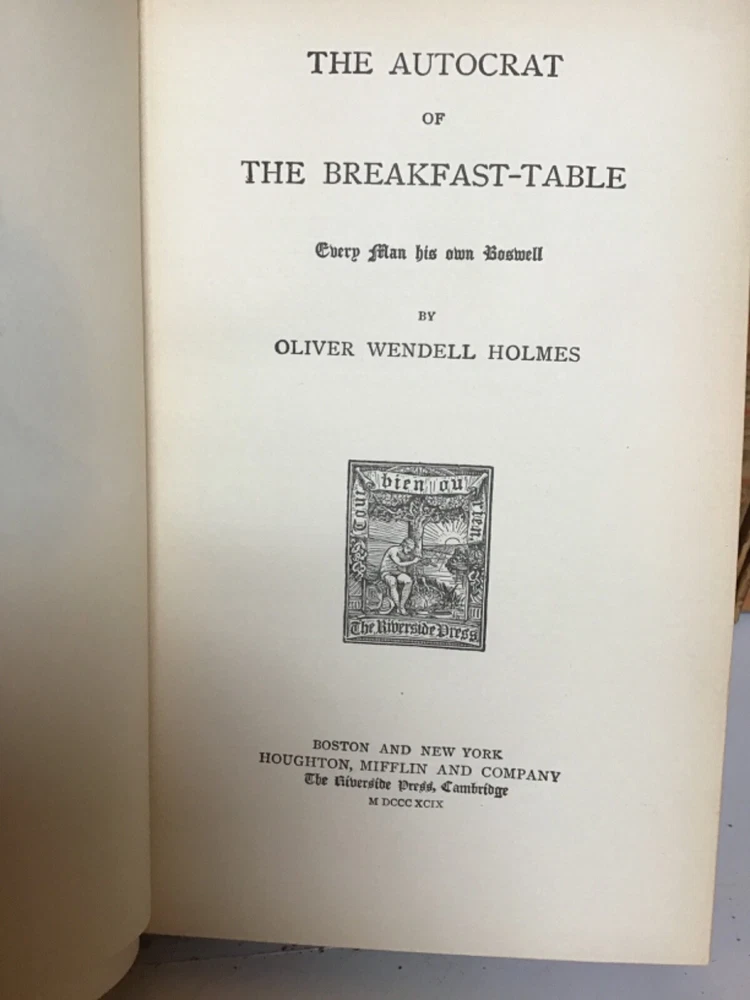 THE AUTOCRAT
OF
THE BREAKFAST-TABLE
Every Man his own Boswell
BY
OLIVER WENDELL HOLMES
Tout bien ou rien
The Riverside Press
BOSTON AND NEW YORK
HOUGHTON, MIFFLIN AND COMPANY
The Riverside Press, Cambridge
M DCCC XCIX